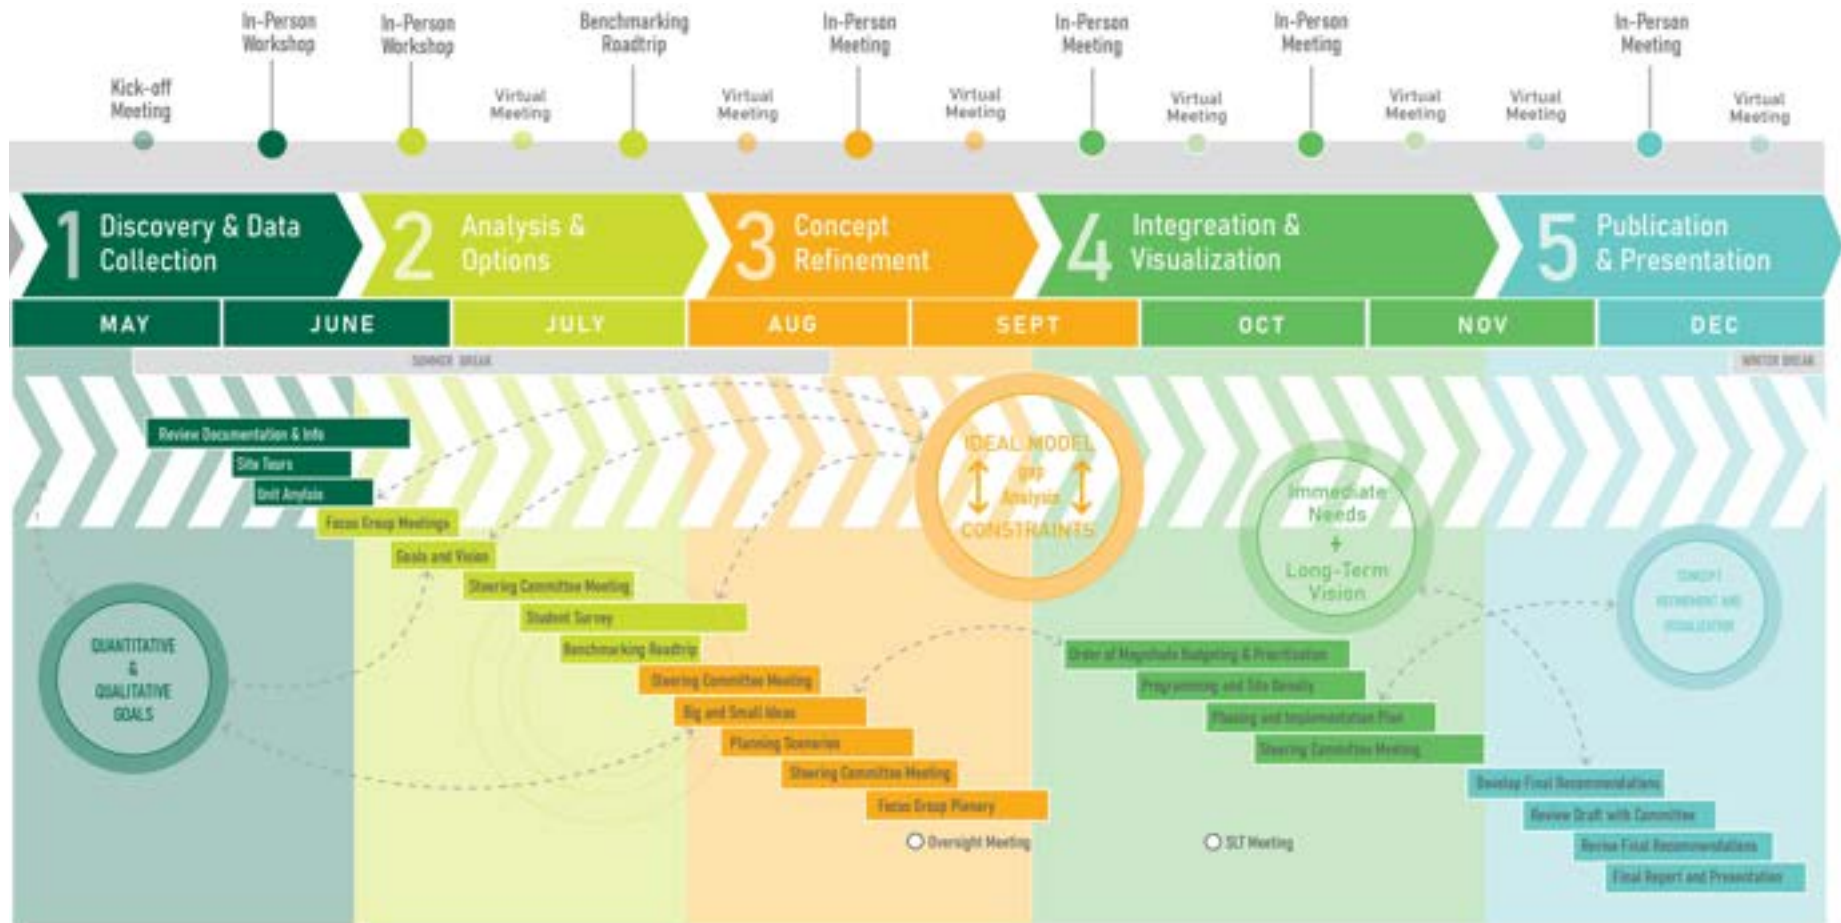 In-Person
Workshop
In-Person
Workshop
Benchmarking
Roadtrip
In-Person
Meeting
In-Person
Meeting
In-Person
Meeting
In-Person
Meeting
Kick-off
Meeting
Virtual
Meeting
Virtual
Meeting
Virtual
Meeting
Virtual
Meeting
Virtual
Meeting
Virtual
Meeting
Virtual
Meeting
1 Discovery & Data
Collection
2 Analysis &
Options
3 Concept
Refinement
4 Integreation &
Visualization
5 Publication
& Presentation
MAY
JUNE
JULY
AUG
SEPT
OCT
NOV
DEC
SUMMER BREAK
WINTER BREAK
Review Documentation & Info
Site Tours
Unit Anylsis
Focus Group Meetings
Goals and Vision
Steering Committee Meeting
Student Survey
Benchmarking Roadtrip
Steering Committee Meeting
Big and Small Ideas
Planning Scenarios
Steering Committee Meeting
Focus Group Plenary
Oversight Meeting
QUANTITATIVE
&
QUALITATIVE
GOALS
IDEAL MODEL
gap
Analysis
CONSTRAINTS
Immediate
Needs
+
Long-Term
Vision
CONCEPT
REFINEMENT AND
VISUALIZATION
Order of Magnitude Budgeting & Prioritization
Programming and Site Density
Phasing and Implementation Plan
Steering Committee Meeting
SLT Meeting
Develop Final Recommendations
Review Draft with Committee
Revise Final Recommendations
Final Report and Presentation